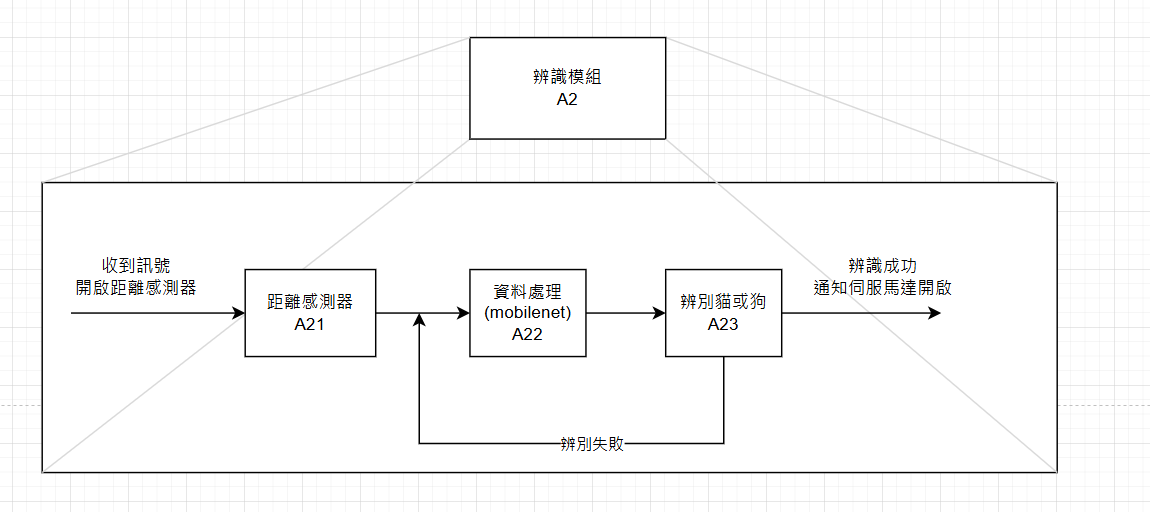 辨識模組
A2
收到訊號
開啟距離感測器
距離感測器
A21
資料處理
(mobilenet)
A22
辨別貓或狗
A23
辨識成功
通知伺服馬達開啟
辨別失敗